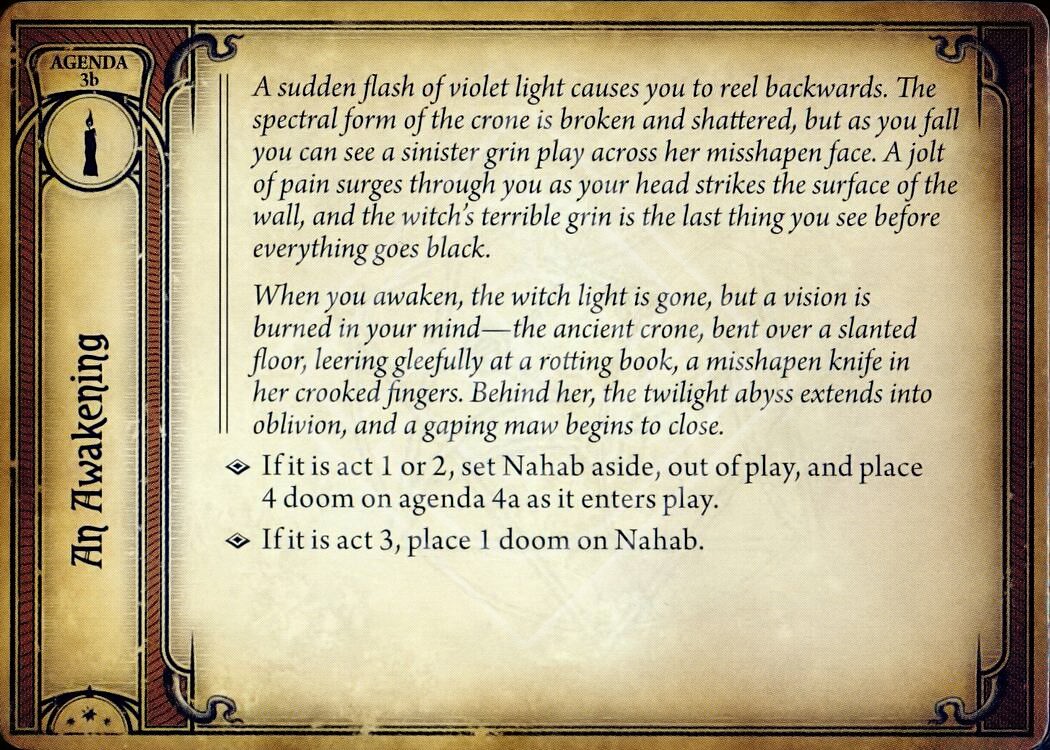 AGENDA
3b
An Awakening
A sudden flash of violet light causes you to reel backwards. The
spectral form of the crone is broken and shattered, but as you fall
you can see a sinister grin play across her misshapen face. A jolt
of pain surges through you as your head strikes the surface of the
wall, and the witch's terrible grin is the last thing you see before
everything goes black.
When you awaken, the witch light is gone, but a vision is
burned in your mind—the ancient crone, bent over a slanted
floor, leering gleefully at a rotting book, a misshapen knife in
her crooked fingers. Behind her, the twilight abyss extends into
oblivion, and a gaping maw begins to close.
If it is act 1 or 2, set Nahab aside, out of play, and place
4 doom on agenda 4a as it enters play.
If it is act 3, place 1 doom on Nahab.